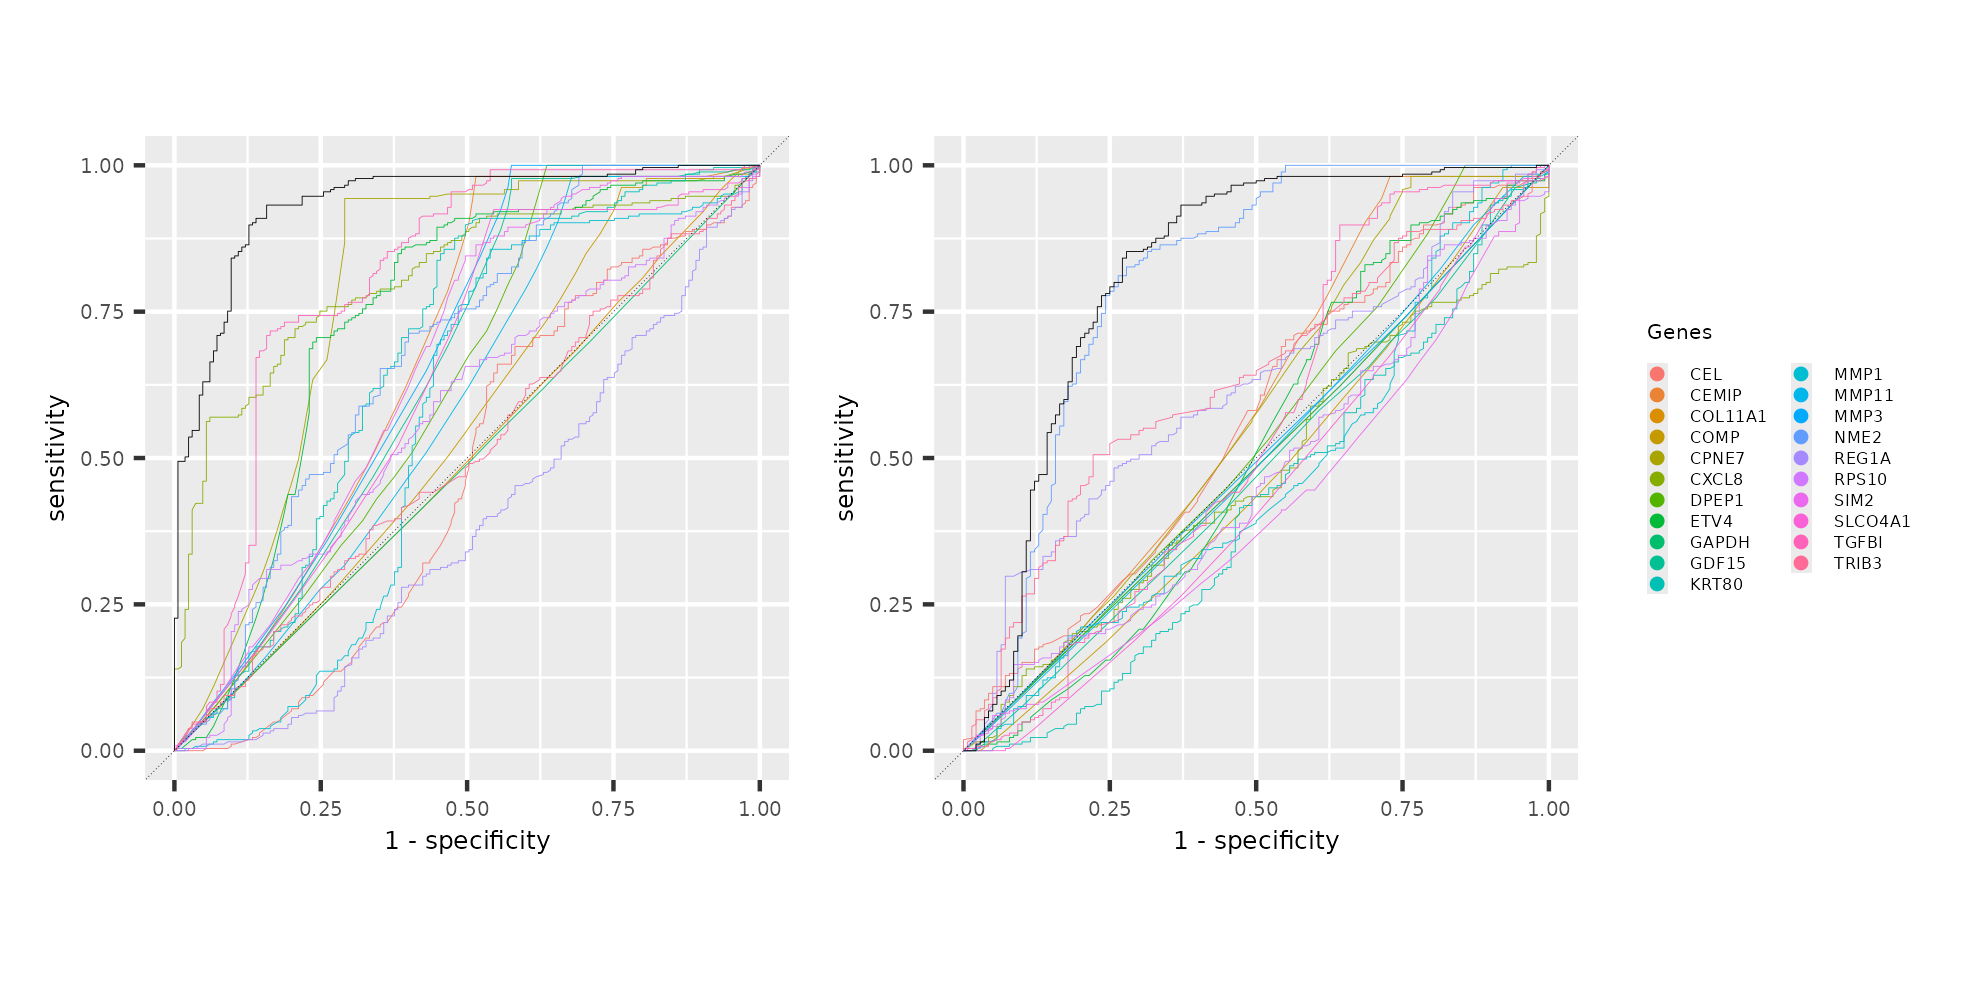 sensitivity
1.00
0.75
0.50
0.25
0.00
0.00 0.25 0.50 0.75 1.00
1 - specificity
sensitivity
1.00
0.75
0.50
0.25
0.00
0.00 0.25 0.50 0.75 1.00
1 - specificity
Genes
CEL
CEMIP
COL11A1
COMP
CPNE7
CXCL8
DPEP1
ETV4
GAPDH
GDF15
KRT80
MMP1
MMP11
MMP3
NME2
REG1A
RPS10
SIM2
SLCO4A1
TGFBI
TRIB3